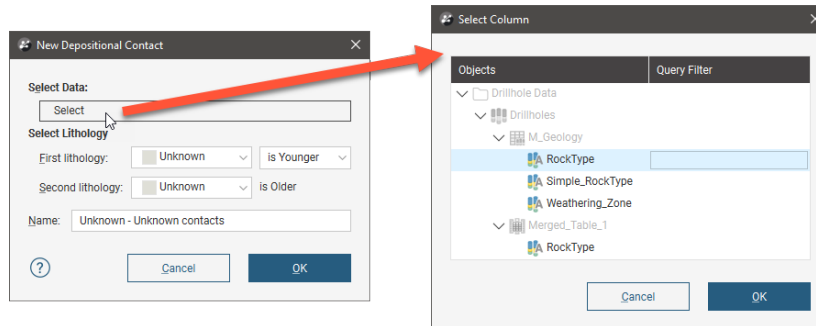 New Depositional Contact
Select Data:
Select
Select Lithology
First lithology: Unknown is Younger
Second lithology: Unknown is Older
Name: Unknown - Unknown contacts
? Cancel OK
Select Column
Objects Query Filter
Drillhole Data
Drillholes
M_Geology
RockType
Simple_RockType
Weathering_Zone
Merged_Table_1
RockType
Cancel OK